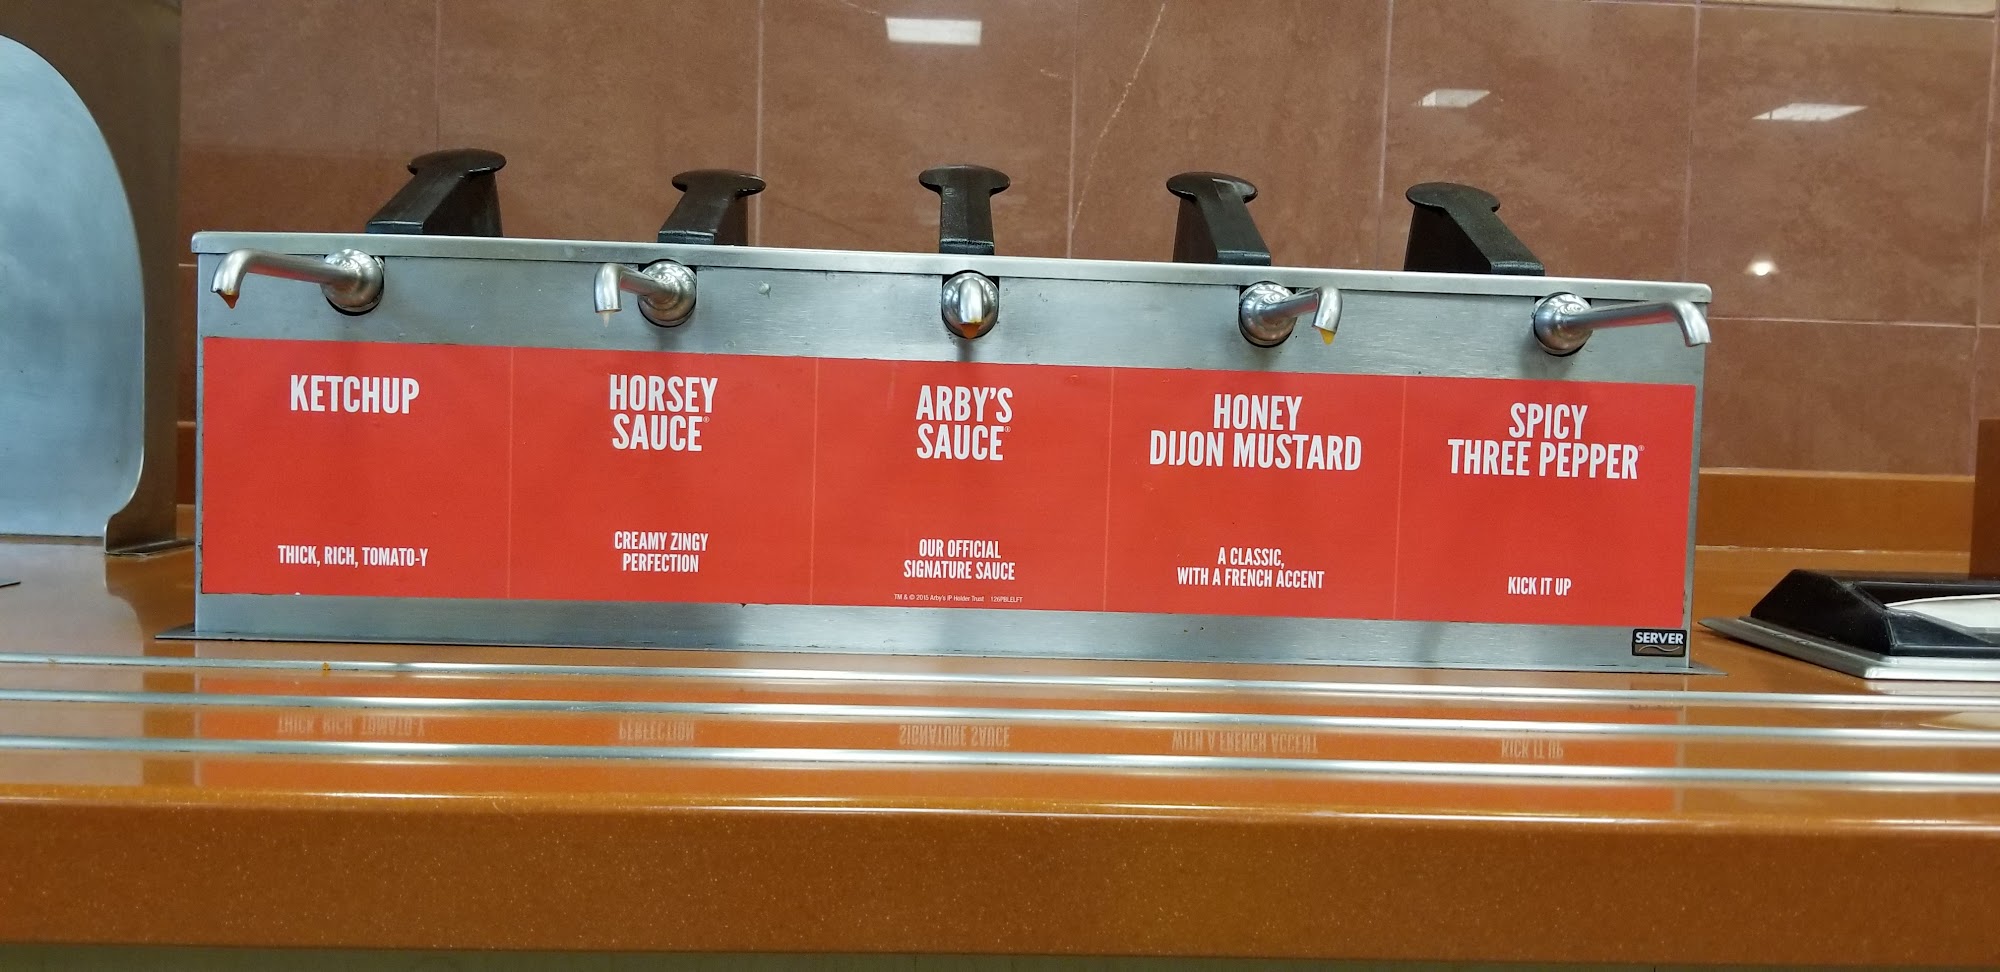 KETCHUP
THICK, RICH, TOMATO-Y
HORSEY
SAUCE®
CREAMY ZINGY
PERFECTION
ARBY'S
SAUCE®
OUR OFFICIAL
SIGNATURE SAUCE
TM & © 2015 Arby's IP Holder Trust 126PBLELFT
HONEY
DIJON MUSTARD
A CLASSIC,
WITH A FRENCH ACCENT
SPICY
THREE PEPPER®
KICK IT UP
SERVER